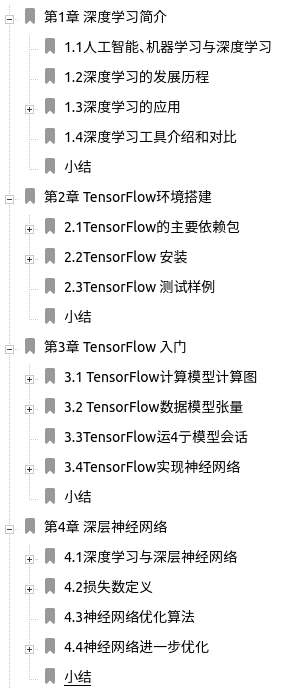 第1章 深度学习简介
1.1人工智能、机器学习与深度学习
1.2深度学习的发展历程
1.3深度学习的应用
1.4深度学习工具介绍和对比
小结
第2章 TensorFlow环境搭建
2.1TensorFlow的主要依赖包
2.2TensorFlow 安装
2.3TensorFlow 测试样例
小结
第3章 TensorFlow 入门
3.1 TensorFlow计算模型计算图
3.2 TensorFlow数据模型张量
3.3TensorFlow运4亍模型会话
3.4TensorFlow实现神经网络
小结
第4章 深层神经网络
4.1深度学习与深层神经网络
4.2损失数定义
4.3神经网络优化算法
4.4神经网络进一步优化
小结